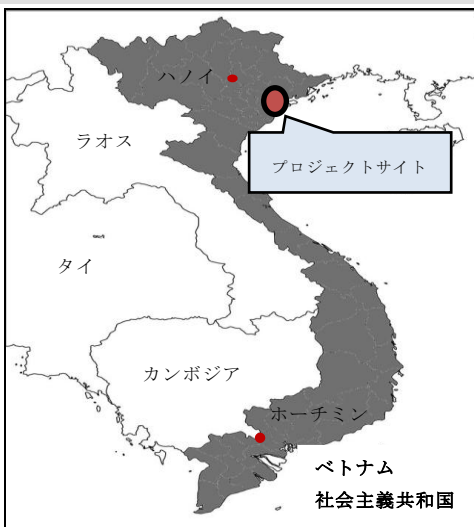 ハノイ
ラオス
プロジェクトサイト
タイ
カンボジア
ホーチミン
ベトナム
社会主義共和国